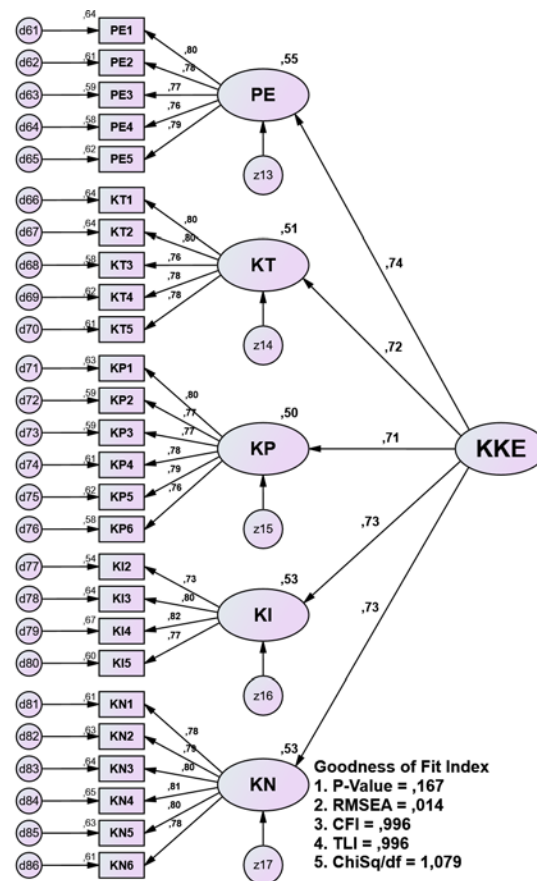 ,64
d61 PE1
,80
,61
d62 PE2
,78
,55
,59
d63 PE3
,77
PE
,58
d64 PE4
,76
,62
d65 PE5
,79
z13
,74
,64
d66 KT1
,80
,64
d67 KT2
,80
,51
,58
d68 KT3
,76
KT
,62
d69 KT4
,78
,61
d70 KT5
,78
z14
,72
,63
d71 KP1
,80
,59
d72 KP2
,77
,50
,59
d73 KP3
,77
KP
,71
KKE
,61
d74 KP4
,78
,62
d75 KP5
,79
,58
d76 KP6
,76
z15
,54
d77 KI2
,73
,64
d78 KI3
,80
,53
,73
,67
d79 KI4
,82
KI
,60
d80 KI5
,77
z16
,73
,61
d81 KN1
,78
,63
d82 KN2
,79
,53
,64
d83 KN3
,80
KN
,65
d84 KN4
,81
,63
d85 KN5
,80
,61
d86 KN6
,78
z17
Goodness of Fit Index
1. P-Value = ,167
2. RMSEA = ,014
3. CFI = ,996
4. TLI = ,996
5. ChiSq/df = 1,079